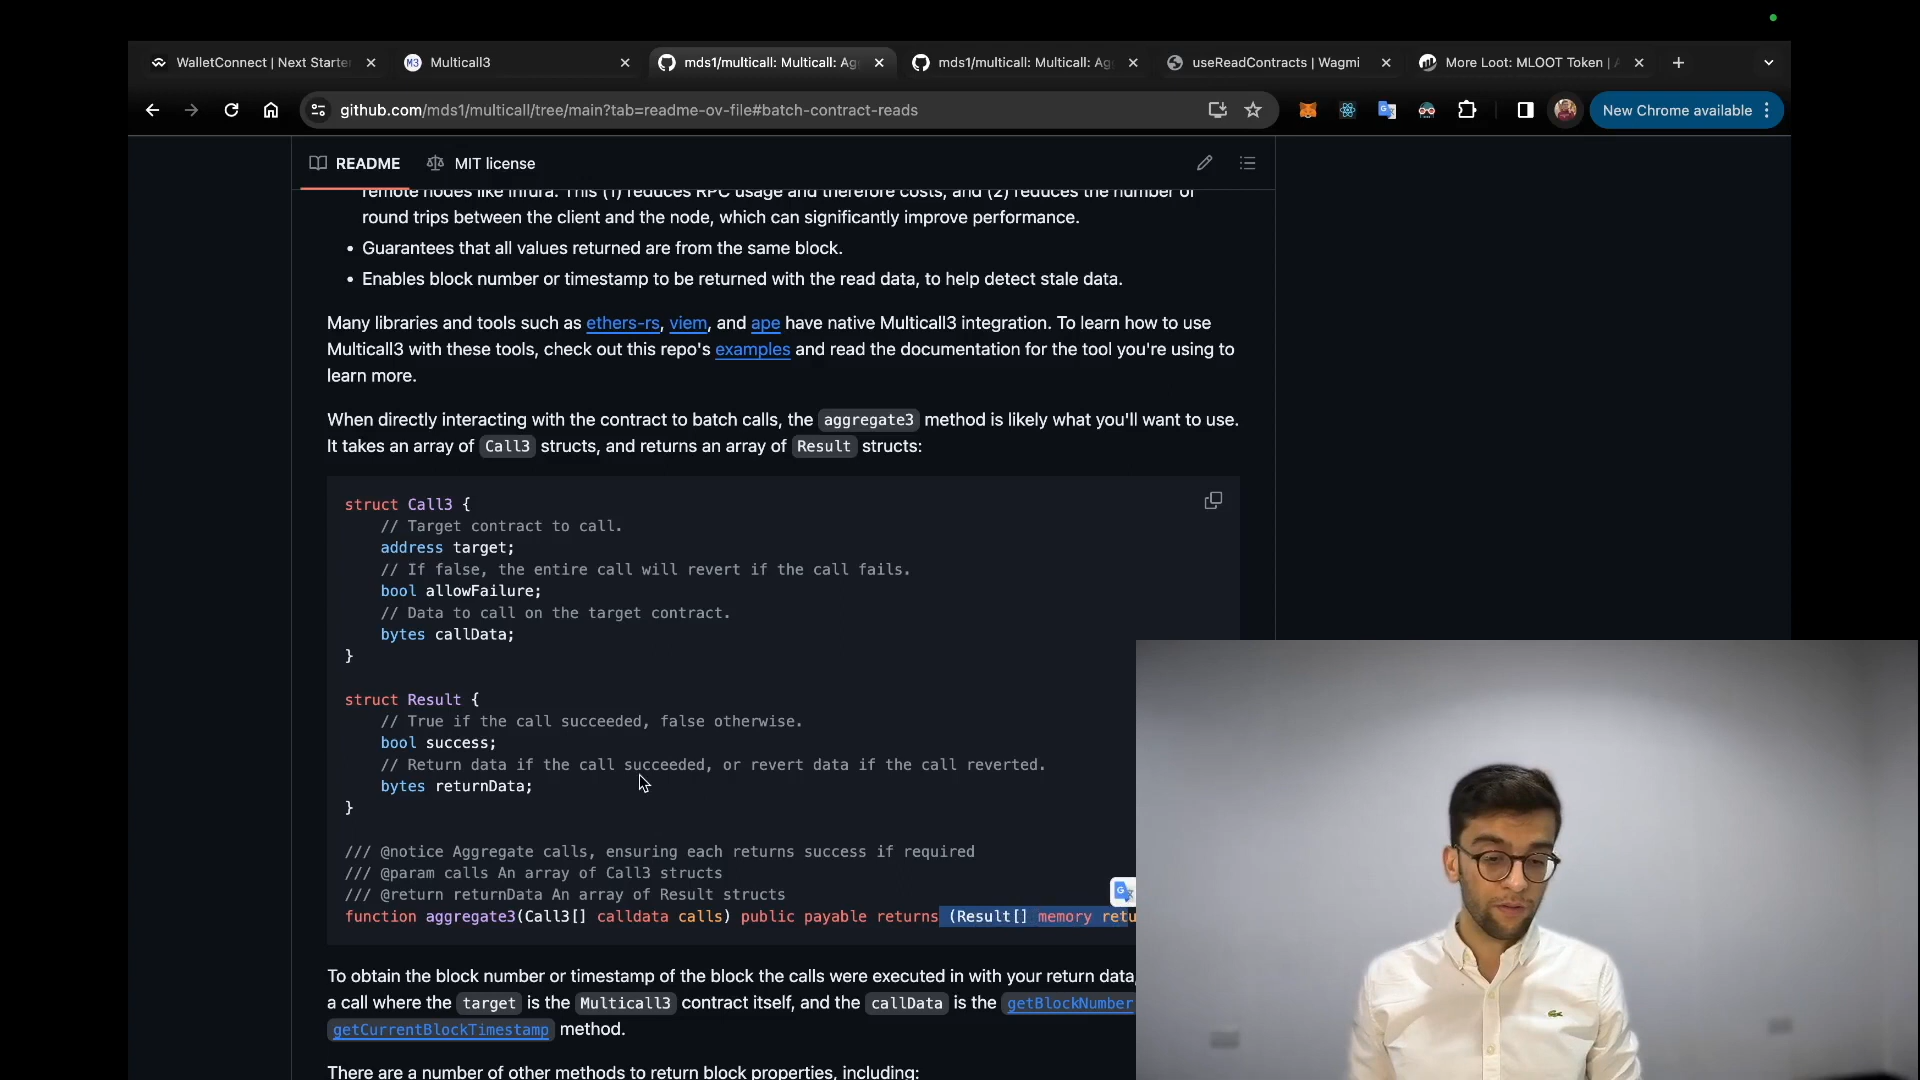 WalletConnect | Next Starte
M3 Multicall3
mds1/multicall: Multicall: Ag
mds1/multicall: Multicall: Ag
useReadContracts | Wagmi
More Loot: MLOOT Token |
github.com/mds1/multicall/tree/main?tab=readme-ov-file#batch-contract-reads
New Chrome available
README
MIT license
remote nodes like Infura. This (1) reduces RPC usage and therefore costs, and (2) reduces the number of
round trips between the client and the node, which can significantly improve performance.
• Guarantees that all values returned are from the same block.
• Enables block number or timestamp to be returned with the read data, to help detect stale data.
Many libraries and tools such as ethers-rs, viem, and ape have native Multicall3 integration. To learn how to use
Multicall3 with these tools, check out this repo's examples and read the documentation for the tool you're using to
learn more.
When directly interacting with the contract to batch calls, the aggregate3 method is likely what you'll want to use.
It takes an array of Call3 structs, and returns an array of Result structs:
struct Call3 {
// Target contract to call.
address target;
// If false, the entire call will revert if the call fails.
bool allowFailure;
// Data to call on the target contract.
bytes callData;
}
struct Result {
// True if the call succeeded, false otherwise.
bool success;
// Return data if the call succeeded, or revert data if the call reverted.
bytes returnData;
}
/// @notice Aggregate calls, ensuring each returns success if required
/// @param calls An array of Call3 structs
/// @return returnData An array of Result structs
function aggregate3(Call3[] calldata calls) public payable returns (Result[] memory retu
To obtain the block number or timestamp of the block the calls were executed in with your return data,
a call where the target is the Multicall3 contract itself, and the callData is the getBlockNumber
getCurrentBlockTimestamp method.
There are a number of other methods to return block properties, including: